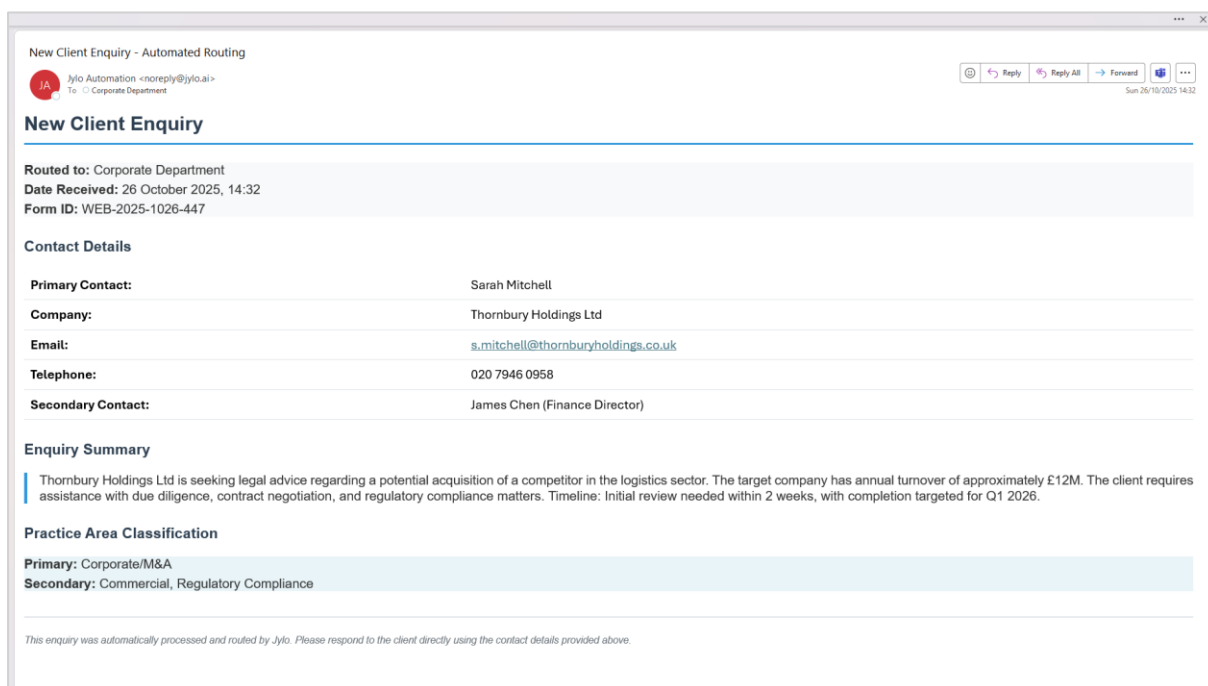 New Client Enquiry - Automated Routing
JA
Jylo Automation <noreply@jylo.ai>
To Corporate Department
Reply
Reply All
Forward
Sun 26/10/2025 14:32
New Client Enquiry
Routed to: Corporate Department
Date Received: 26 October 2025, 14:32
Form ID: WEB-2025-1026-447
Contact Details
Primary Contact: Sarah Mitchell
Company: Thornbury Holdings Ltd
Email: s.mitchell@thornburyholdings.co.uk
Telephone: 020 7946 0958
Secondary Contact: James Chen (Finance Director)
Enquiry Summary
Thornbury Holdings Ltd is seeking legal advice regarding a potential acquisition of a competitor in the logistics sector. The target company has annual turnover of approximately £12M. The client requires
assistance with due diligence, contract negotiation, and regulatory compliance matters. Timeline: Initial review needed within 2 weeks, with completion targeted for Q1 2026.
Practice Area Classification
Primary: Corporate/M&A
Secondary: Commercial, Regulatory Compliance
This enquiry was automatically processed and routed by Jylo. Please respond to the client directly using the contact details provided above.